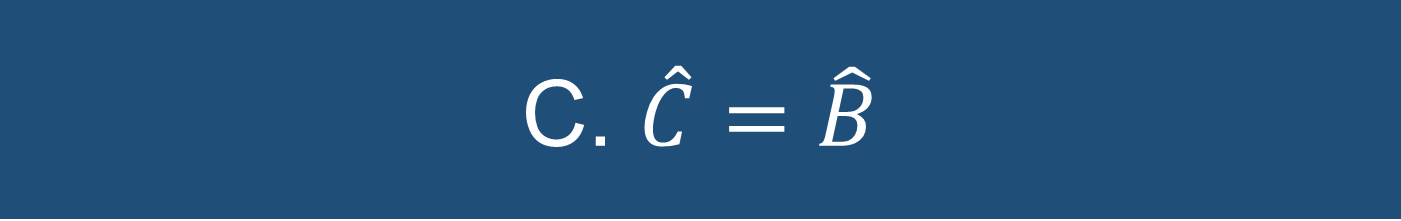 C. Ĉ = B̂